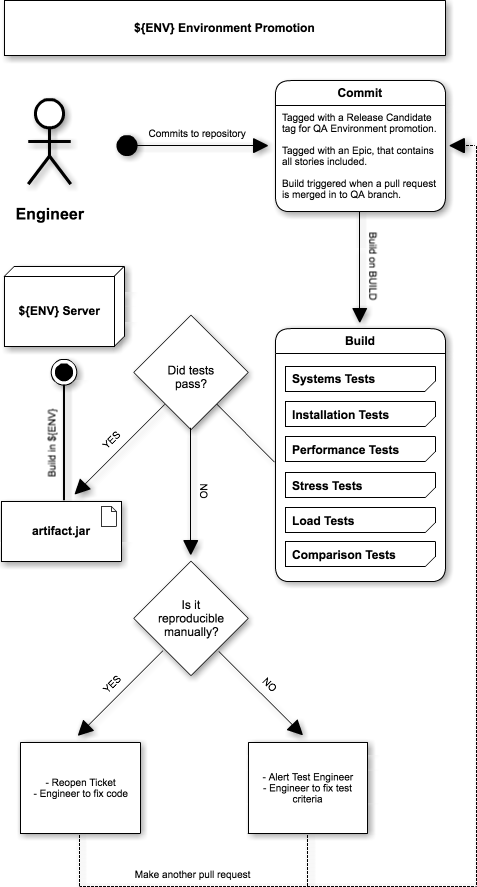 ${ENV} Environment Promotion
Commit
Tagged with a Release Candidate
tag for QA Environment promotion.
Tagged with an Epic, that contains
all stories included.
Build triggered when a pull request
is merged in to QA branch.
Commits to repository
Engineer
Build on BUILD
${ENV} Server
Build in ${ENV}
artifact.jar
Did tests
pass?
YES
NO
Build
Systems Tests
Installation Tests
Performance Tests
Stress Tests
Load Tests
Comparison Tests
Is it
reproducible
manually?
YES
NO
- Reopen Ticket
- Engineer to fix code
- Alert Test Engineer
- Engineer to fix test
criteria
Make another pull request